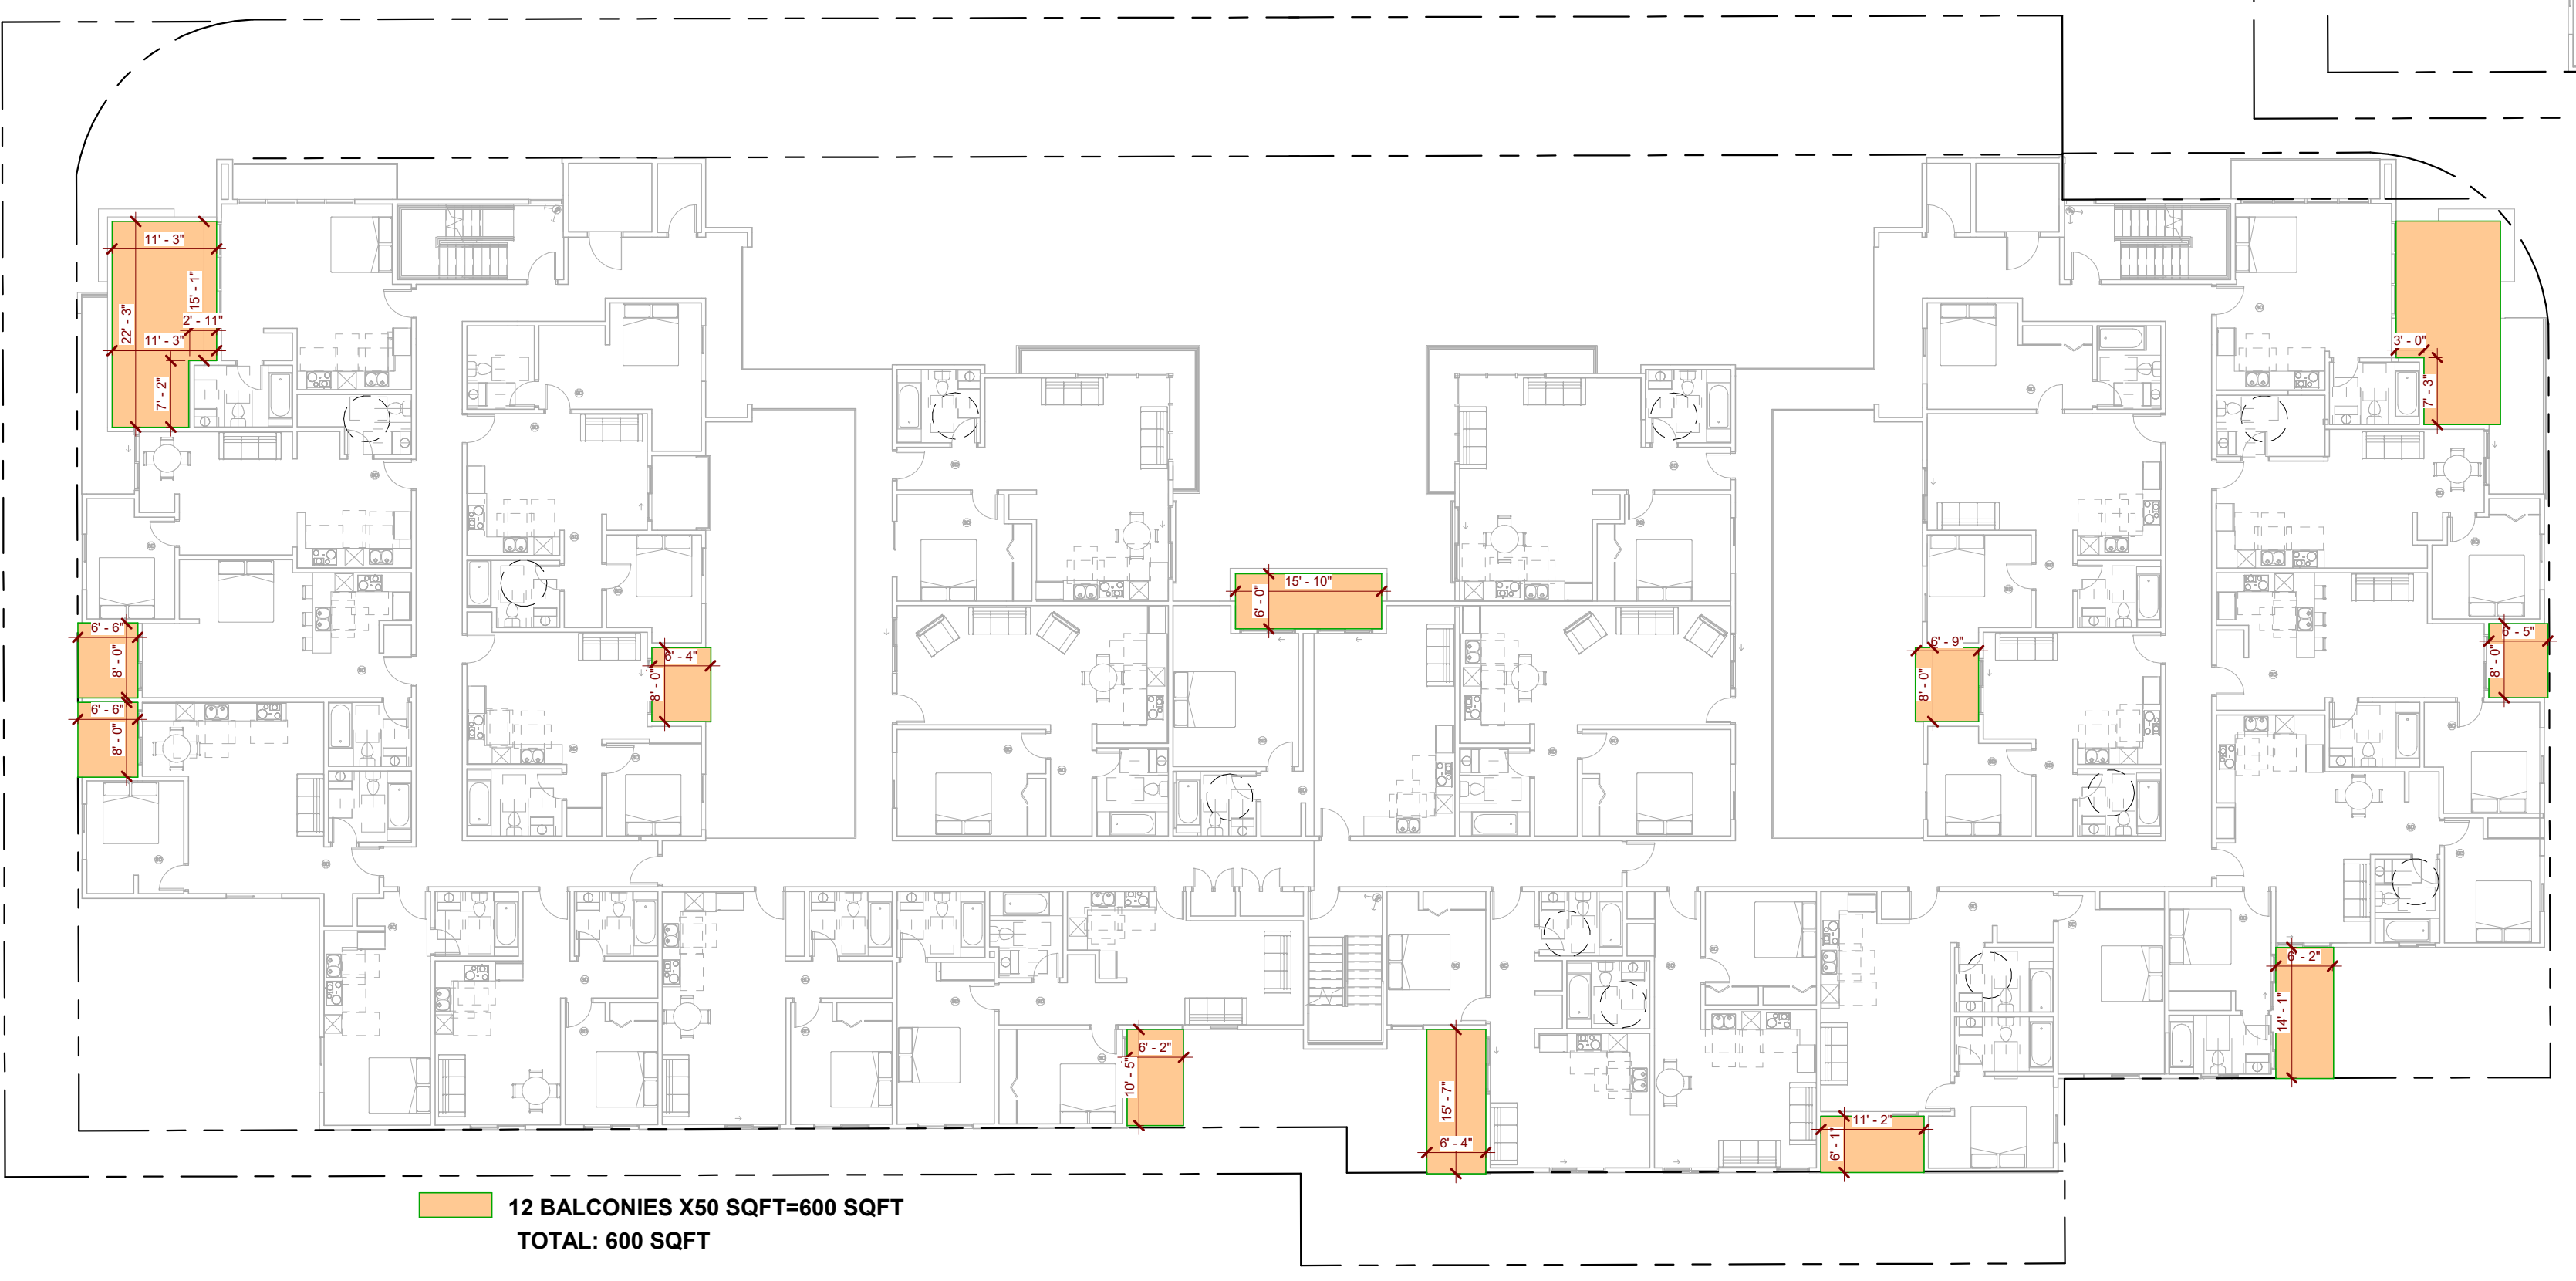 11' - 3"
15' - 1"
22' - 3"
2' - 11"
11' - 3"
7' - 2"
3' - 0"
7' - 3"
15' - 10"
6' - 0"
6' - 6"
8' - 0"
6' - 4"
8' - 0"
6' - 9"
8' - 0"
6' - 5"
8' - 0"
6' - 6"
8' - 0"
6' - 2"
14' - 1"
6' - 2"
10' - 5"
15' - 7"
6' - 4"
11' - 2"
6' - 1"
12 BALCONIES X50 SQFT=600 SQFT
TOTAL: 600 SQFT